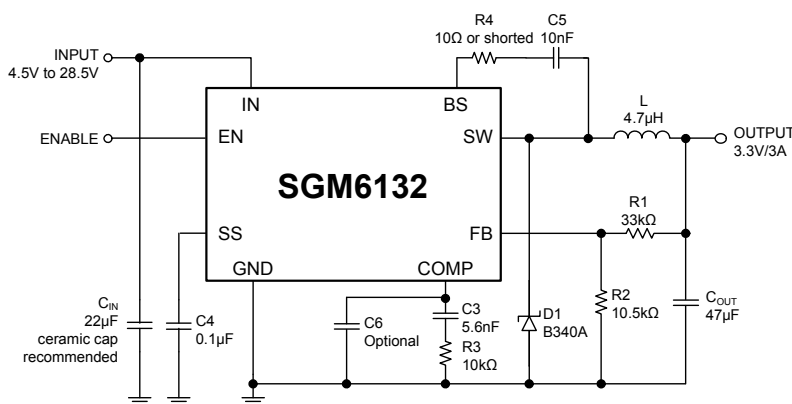 R4
10Ω or shorted
C5
10nF
INPUT
4.5V to 28.5V
IN
BS
L
4.7µH
ENABLE
EN
SW
OUTPUT
3.3V/3A
SGM6132
R1
33kΩ
SS
FB
GND
COMP
CIN
22µF
ceramic cap
recommended
C4
0.1µF
C6
Optional
C3
5.6nF
R3
10kΩ
D1
B340A
R2
10.5kΩ
COUT
47µF